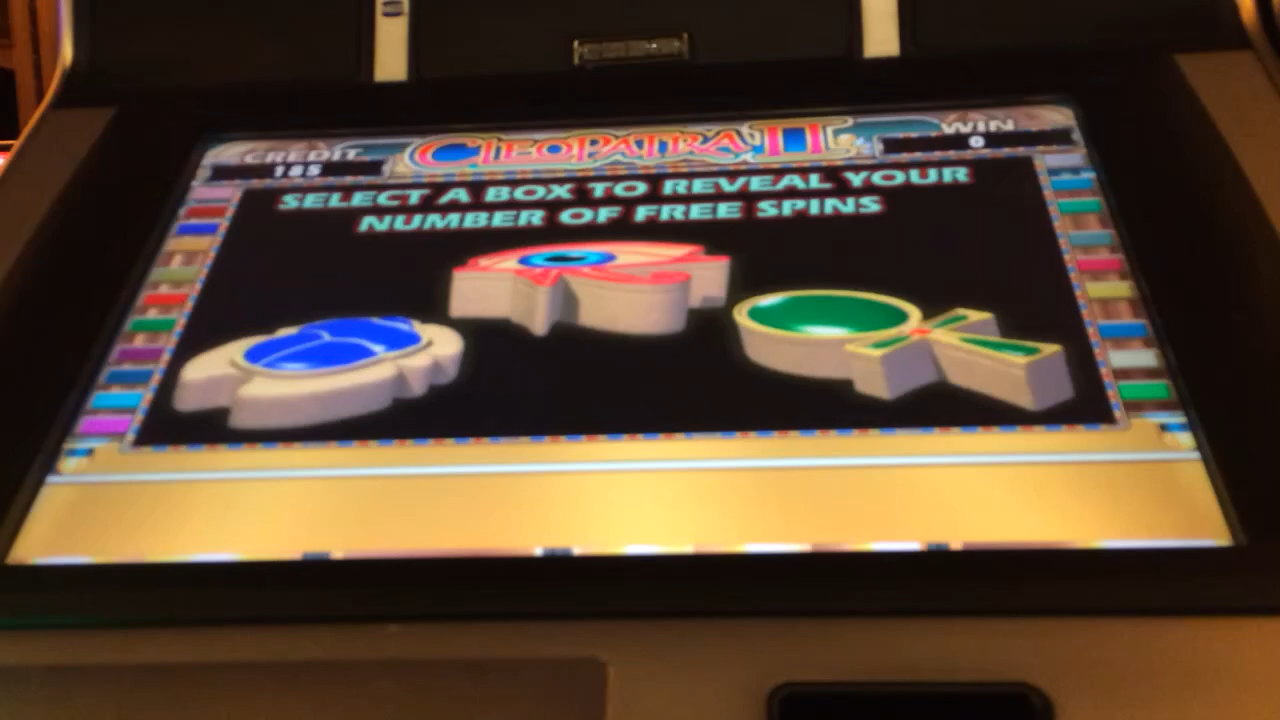 CREDIT
185
CLEOPATRA II
WIN
0
SELECT A BOX TO REVEAL YOUR
NUMBER OF FREE SPINS